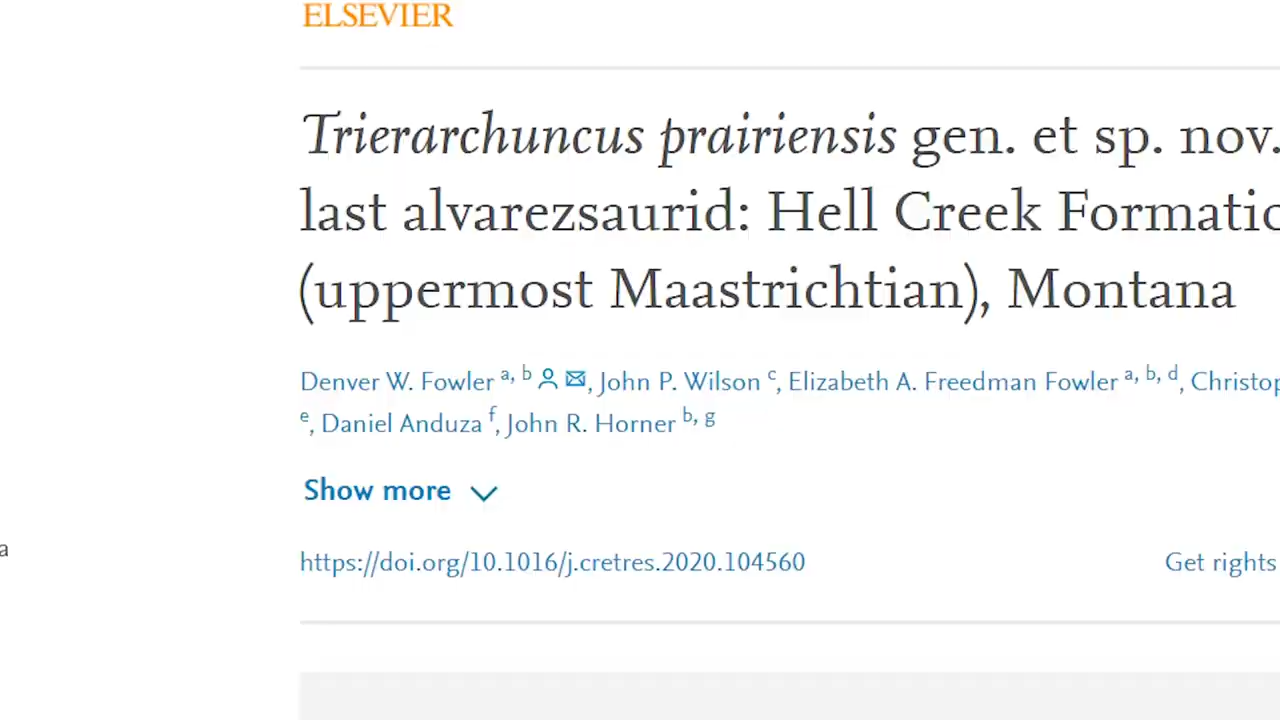 ELSEVIER
Trierarchuncus prairiensis gen. et sp. nov.
last alvarezsaurid: Hell Creek Formatio
(uppermost Maastrichtian), Montana
Denver W. Fowler a, b, John P. Wilson c, Elizabeth A. Freedman Fowler a, b, d, Christop
e, Daniel Anduza f, John R. Horner b, g
Show more
a
https://doi.org/10.1016/j.cretres.2020.104560
Get rights